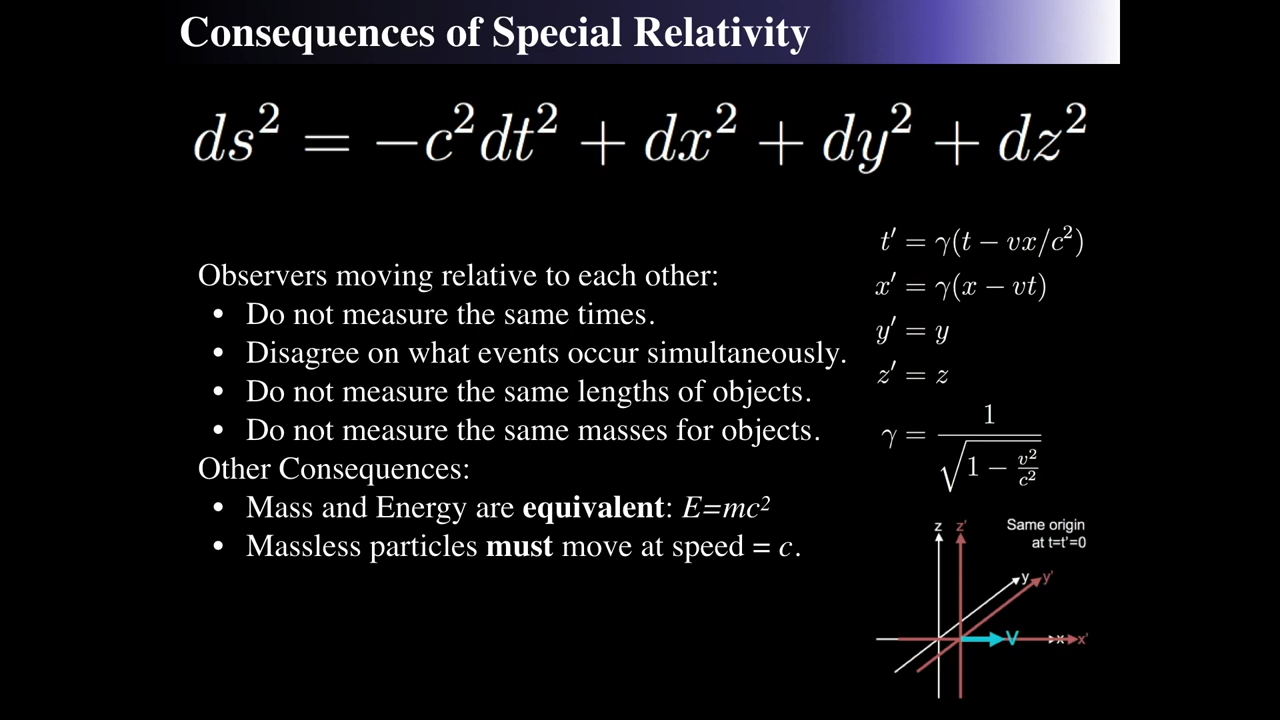 Consequences of Special Relativity
ds² = −c²dt² + dx² + dy² + dz²
Observers moving relative to each other:
• Do not measure the same times.
• Disagree on what events occur simultaneously.
• Do not measure the same lengths of objects.
• Do not measure the same masses for objects.
Other Consequences:
• Mass and Energy are equivalent: E=mc²
• Massless particles must move at speed = c.
t′ = γ(t − vx/c²)
x′ = γ(x − vt)
y′ = y
z′ = z
γ = 1/√(1 − v²/c²)
z z'
Same origin
at t=t'=0
y y'
V x x'